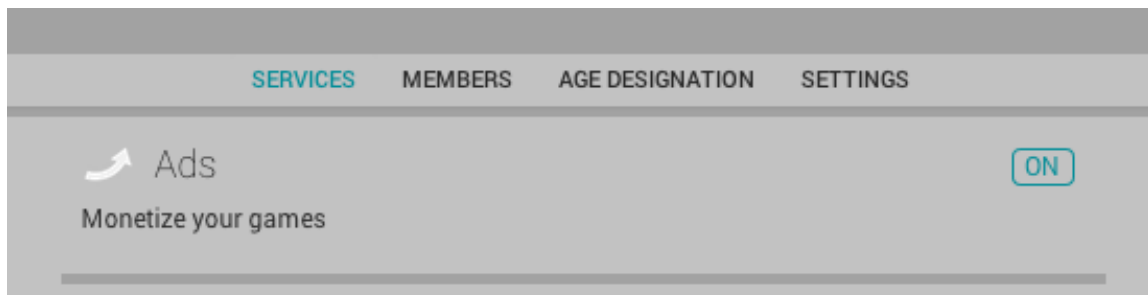 SERVICES MEMBERS AGE DESIGNATION SETTINGS
Ads ON
Monetize your games